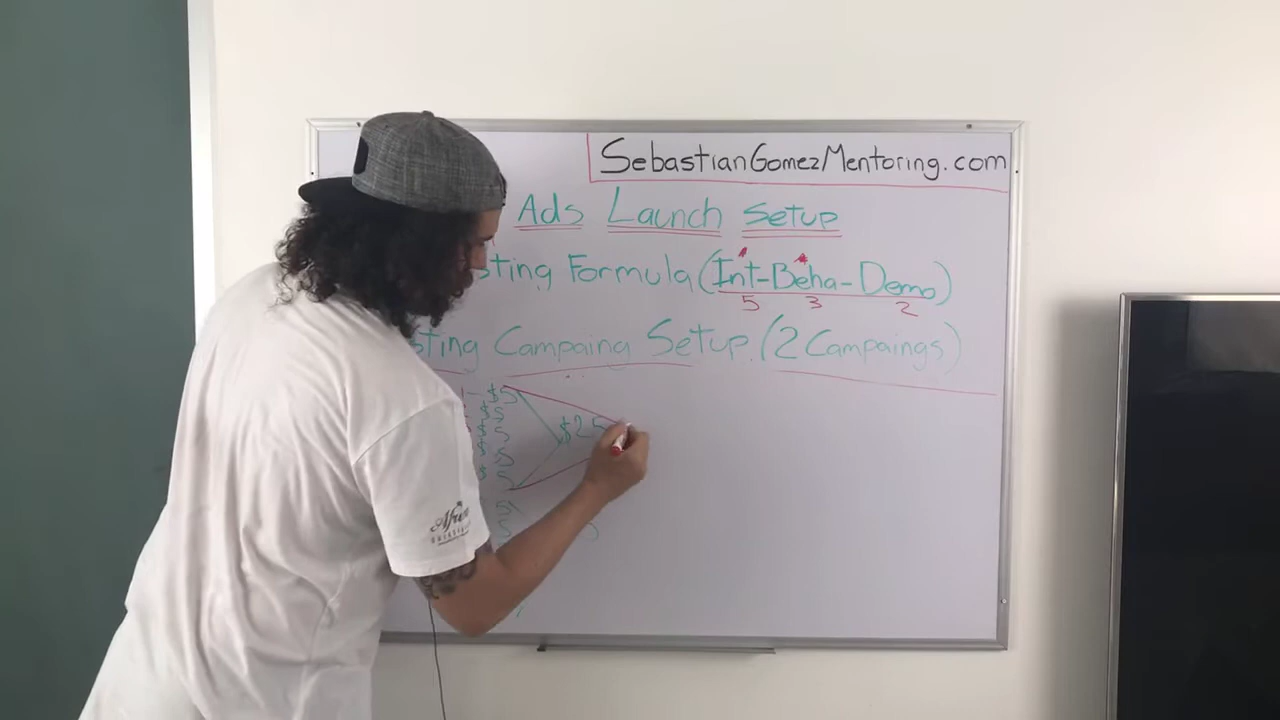 SebastianGomezMentoring.com
Ads Launch Setup
sting Formula (Int-Beha-Demo)
5 3 2
sting Campaing Setup. (2 Campaings)
$5
$5
$5
$5
$5
$25
5
5